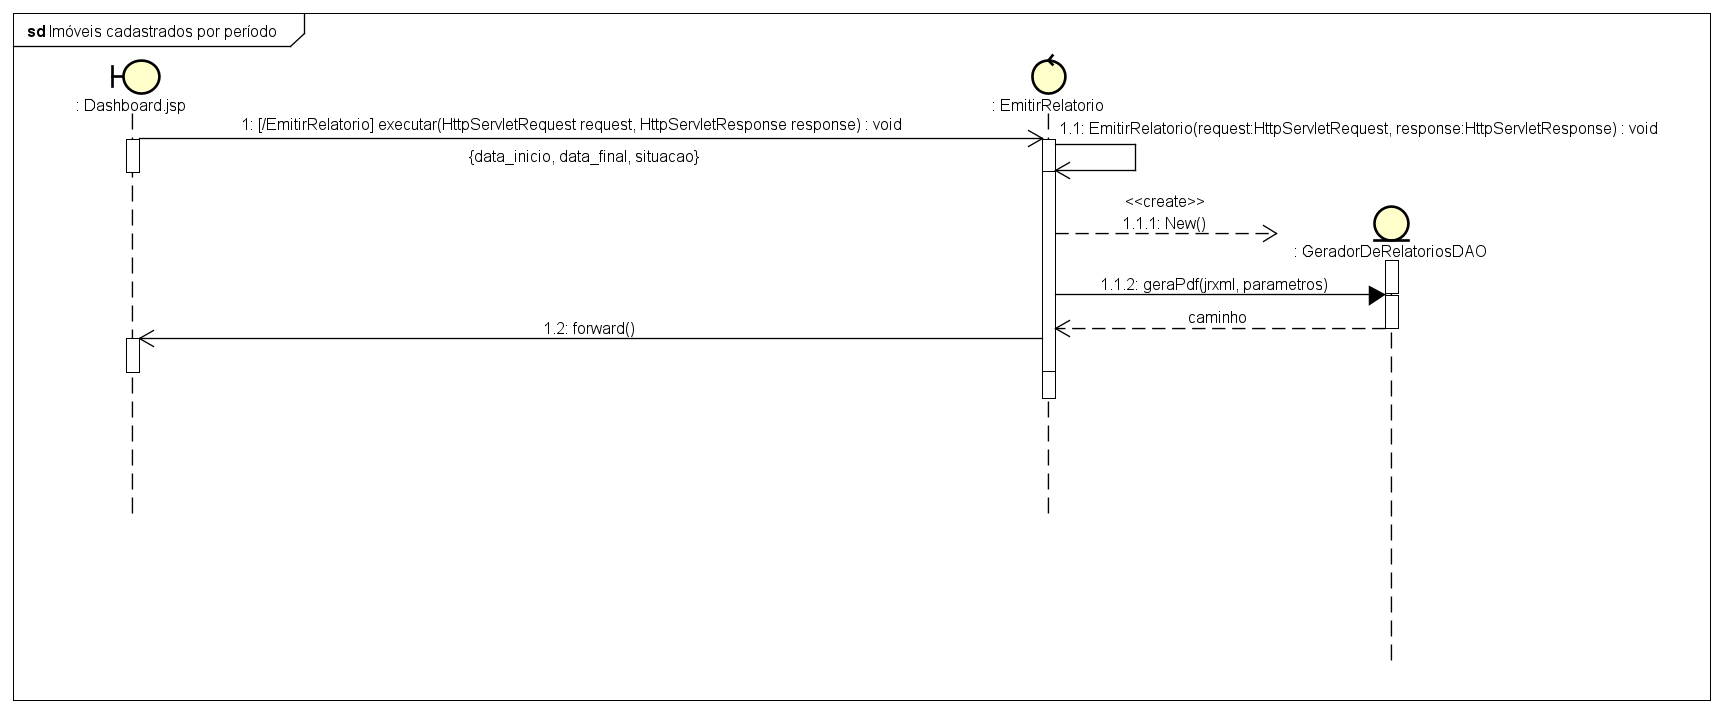 sd Imóveis cadastrados por período
: Dashboard.jsp
: EmitirRelatorio
1: [/EmitirRelatorio] executar(HttpServletRequest request, HttpServletResponse response) : void
1.1: EmitirRelatorio(request:HttpServletRequest, response:HttpServletResponse) : void
{data_inicio, data_final, situacao}
<<create>>
1.1.1: New()
: GeradorDeRelatoriosDAO
1.1.2: geraPdf(jrxml, parametros)
caminho
1.2: forward()